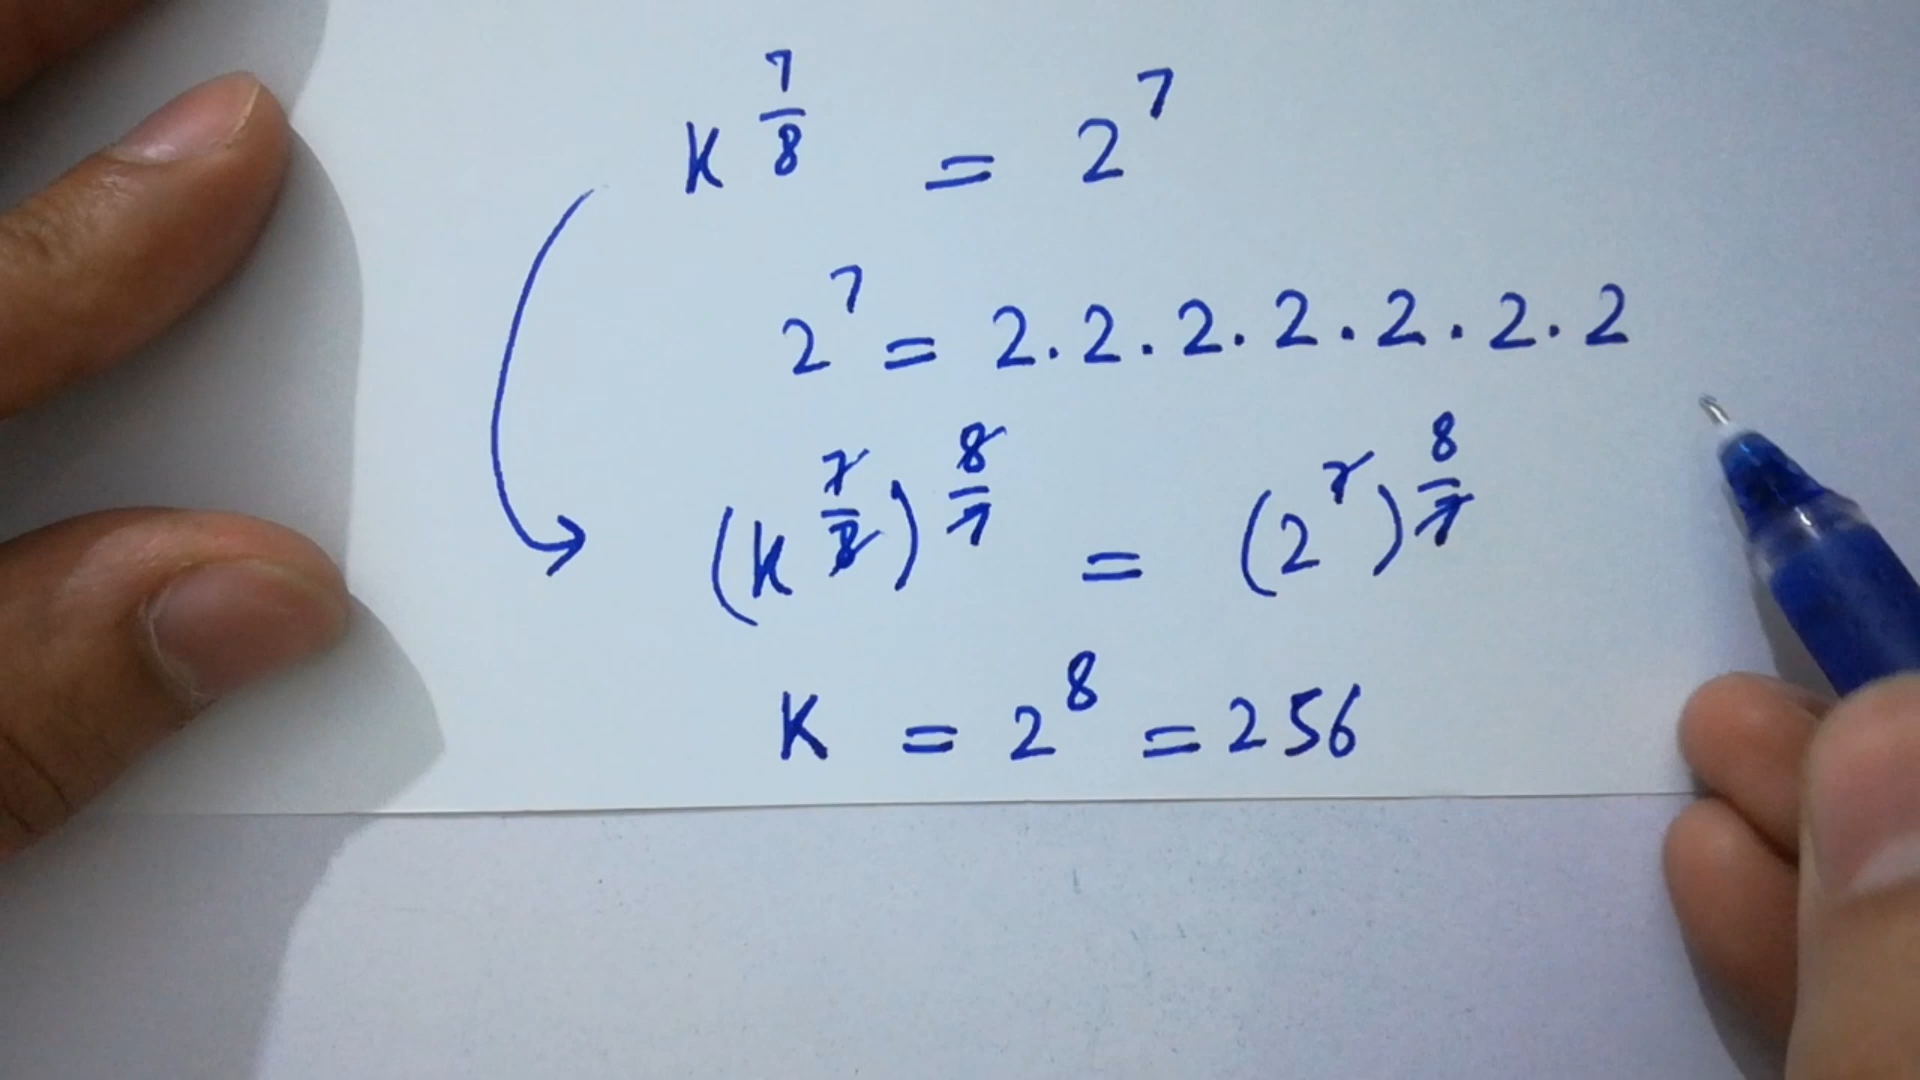 K^(7/8) = 2^7
2^7 = 2.2.2.2.2.2.2
(K^(7/8))^(8/7) = (2^7)^(8/7)
K = 2^8 = 256